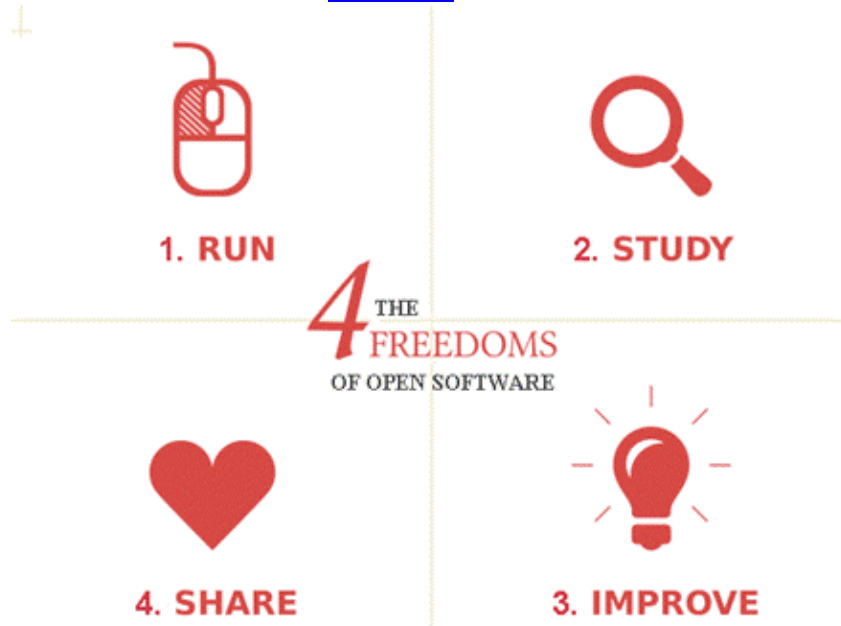 1. RUN
2. STUDY
4 THE
FREEDOMS
OF OPEN SOFTWARE
4. SHARE
3. IMPROVE